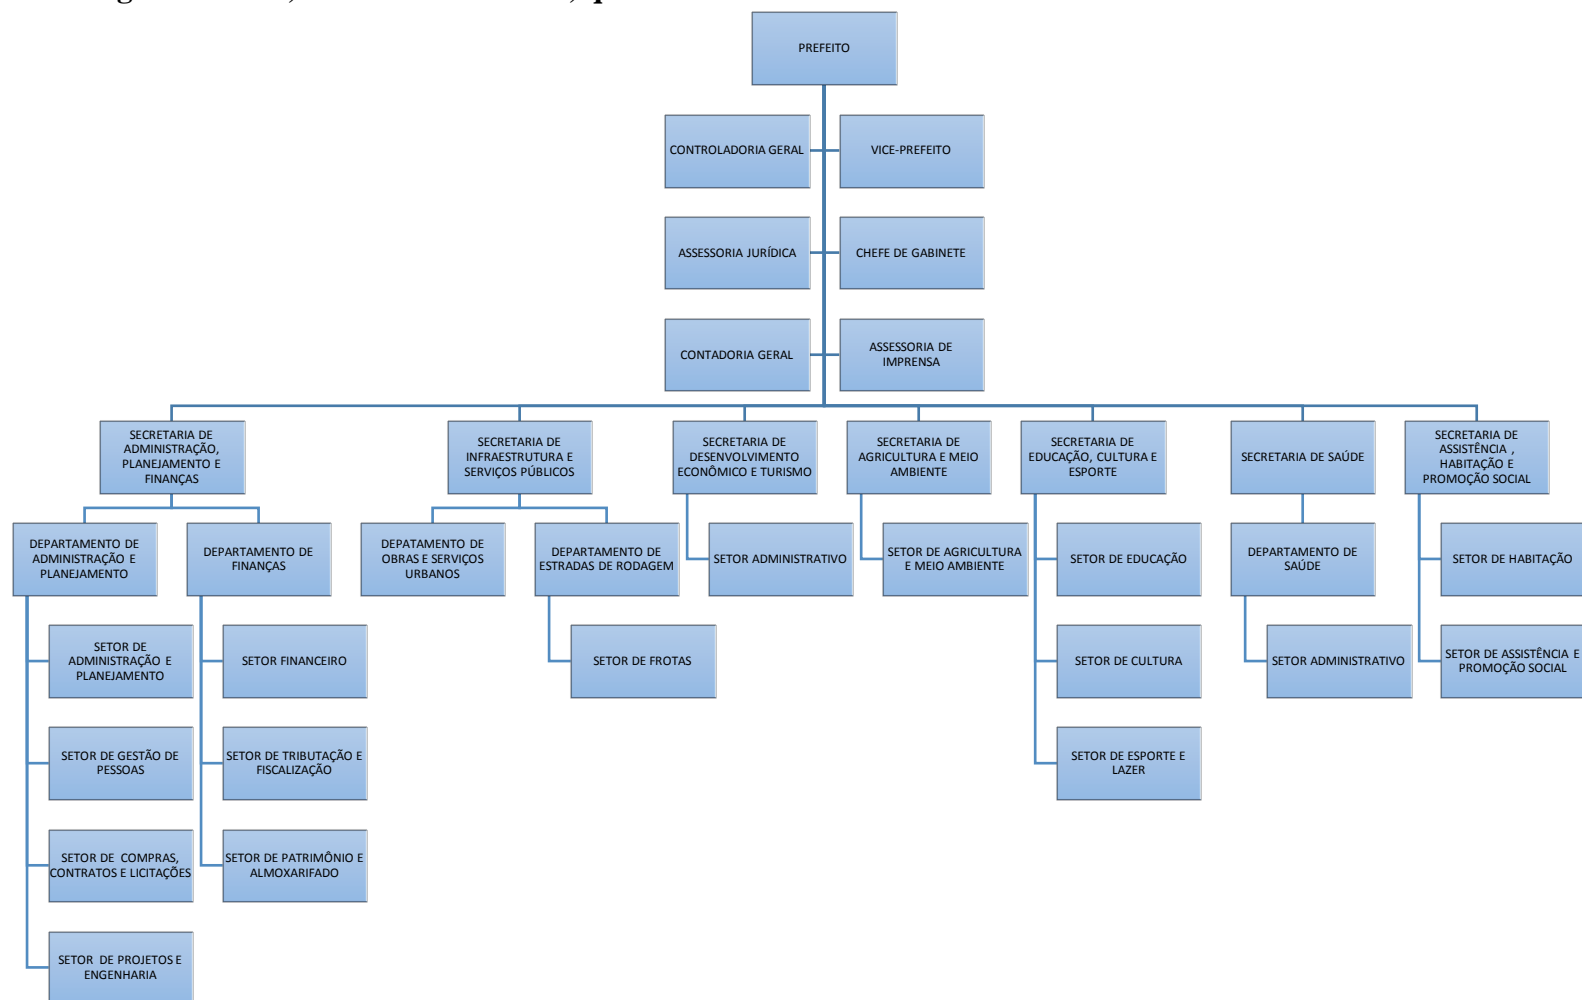 PREFEITO
CONTROLADORIA GERAL
VICE-PREFEITO
ASSESSORIA JURÍDICA
CHEFE DE GABINETE
CONTADORIA GERAL
ASSESSORIA DE
IMPRENSA
SECRETARIA DE
ADMINISTRAÇÃO,
PLANEJAMENTO E
FINANÇAS
SECRETARIA DE
INFRAESTRUTURA E
SERVIÇOS PÚBLICOS
SECRETARIA DE
DESENVOLVIMENTO
ECONÔMICO E TURISMO
SECRETARIA DE
AGRICULTURA E MEIO
AMBIENTE
SECRETARIA DE
EDUCAÇÃO, CULTURA E
ESPORTE
SECRETARIA DE SAÚDE
SECRETARIA DE
ASSISTÊNCIA ,
HABITAÇÃO E
PROMOÇÃO SOCIAL
DEPARTAMENTO DE
ADMINISTRAÇÃO E
PLANEJAMENTO
DEPARTAMENTO DE
FINANÇAS
DEPATAMENTO DE
OBRAS E SERVIÇOS
URBANOS
DEPARTAMENTO DE
ESTRADAS DE RODAGEM
SETOR ADMINISTRATIVO
SETOR DE AGRICULTURA
E MEIO AMBIENTE
SETOR DE EDUCAÇÃO
DEPARTAMENTO DE
SAÚDE
SETOR DE HABITAÇÃO
SETOR DE
ADMINISTRAÇÃO E
PLANEJAMENTO
SETOR FINANCEIRO
SETOR DE FROTAS
SETOR DE CULTURA
SETOR ADMINISTRATIVO
SETOR DE ASSISTÊNCIA E
PROMOÇÃO SOCIAL
SETOR DE GESTÃO DE
PESSOAS
SETOR DE TRIBUTAÇÃO E
FISCALIZAÇÃO
SETOR DE ESPORTE E
LAZER
SETOR DE COMPRAS,
CONTRATOS E LICITAÇÕES
SETOR DE PATRIMÔNIO E
ALMOXARIFADO
SETOR DE PROJETOS E
ENGENHARIA